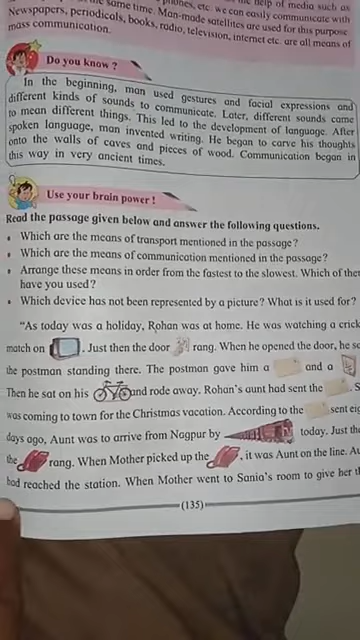 phones, etc. we can easily communicate with
the same time. Man-made satellites are used for this purpose
Newspapers, periodicals, books, radio, television, internet etc. are all means of
mass communication.
Do you know ?
In the beginning, man used gestures and facial expressions and
different kinds of sounds to communicate. Later, different sounds came
to mean different things. This led to the development of language. After
spoken language, man invented writing. He began to carve his thoughts
onto the walls of caves and pieces of wood. Communication began in
this way in very ancient times.
Use your brain power !
Read the passage given below and answer the following questions.
• Which are the means of transport mentioned in the passage?
• Which are the means of communication mentioned in the passage?
• Arrange these means in order from the fastest to the slowest. Which of
have you used?
• Which device has not been represented by a picture? What is it used for?
"As today was a holiday, Rohan was at home. He was watching a
match on . Just then the door rang. When he opened the door, he
the postman standing there. The postman gave him a and a
Then he sat on his and rode away. Rohan's aunt had sent the .
was coming to town for the Christmas vacation. According to the sent
days ago, Aunt was to arrive from Nagpur by today. Just
the rang. When Mother picked up the , it was Aunt on the line.
had reached the station. When Mother went to Sania's room to give her
(135)